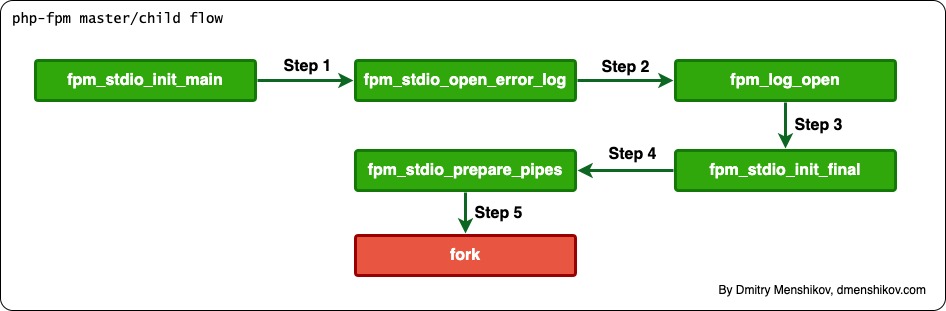 php-fpm master/child flow
fpm_stdio_init_main
Step 1
fpm_stdio_open_error_log
Step 2
fpm_log_open
Step 3
fpm_stdio_init_final
Step 4
fpm_stdio_prepare_pipes
Step 5
fork
By Dmitry Menshikov, dmenshikov.com